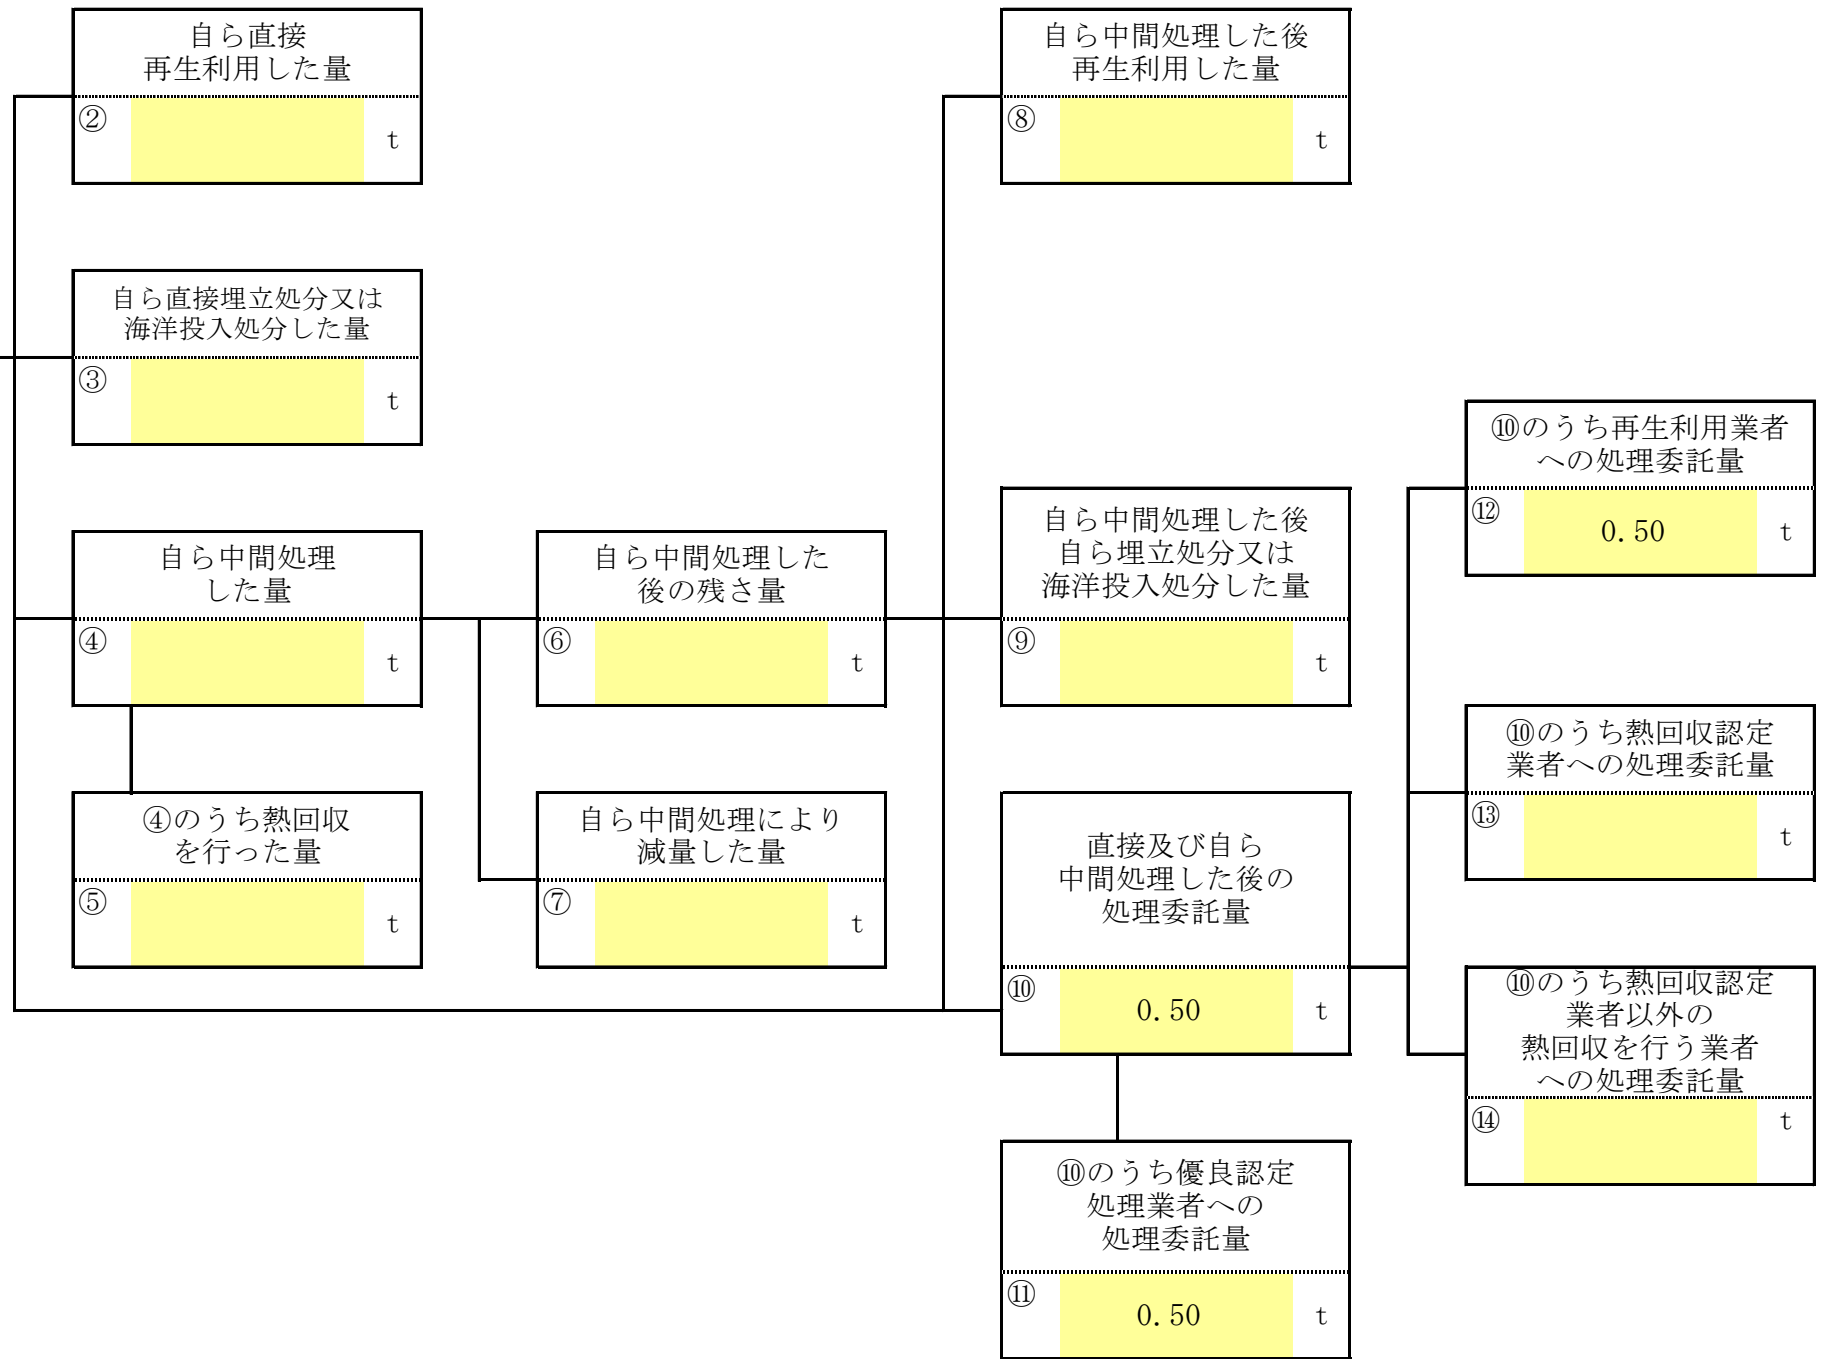 自ら直接
再生利用した量
②
t
自ら中間処理した後
再生利用した量
⑧
t
自ら直接埋立処分又は
海洋投入処分した量
③
t
⑩のうち再生利用業者
への処理委託量
⑫
0.50
t
自ら中間処理
した量
④
t
自ら中間処理した
後の残さ量
⑥
t
自ら中間処理した後
自ら埋立処分又は
海洋投入処分した量
⑨
t
⑩のうち熱回収認定
業者への処理委託量
⑬
t
④のうち熱回収
を行った量
⑤
t
自ら中間処理により
減量した量
⑦
t
直接及び自ら
中間処理した後の
処理委託量
⑩
0.50
t
⑩のうち熱回収認定
業者以外の
熱回収を行う業者
への処理委託量
⑭
t
⑩のうち優良認定
処理業者への
処理委託量
⑪
0.50
t